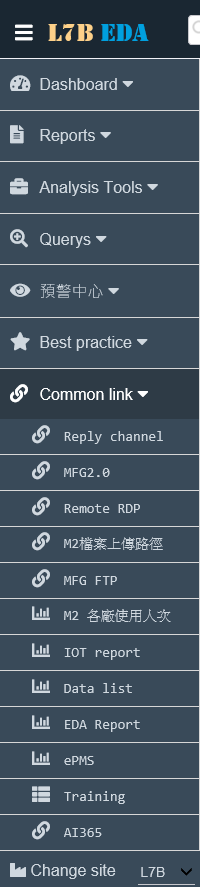 L7B EDA
Dashboard
Reports
Analysis Tools
Querys
預警中心
Best practice
Common link
Reply channel
MFG2.0
Remote RDP
M2檔案上傳路徑
MFG FTP
M2 各廠使用人次
IOT report
Data list
EDA Report
ePMS
Training
AI365
Change site L7B